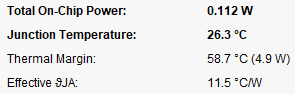 Total On-Chip Power: 0.112 W
Junction Temperature: 26.3 °C
Thermal Margin: 58.7 °C (4.9 W)
Effective ϑJA: 11.5 °C/W